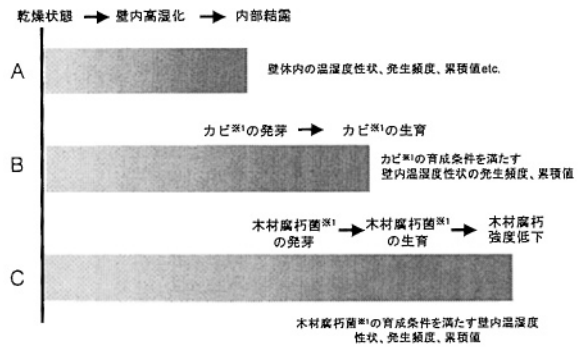 乾燥状態 → 壁内高湿化 → 内部結露
A
壁体内の温湿度性状、発生頻度、累積値etc.
カビ※1の発芽 → カビ※1の生育
B
カビ※1の育成条件を満たす
壁内温湿度性状の発生頻度、累積値
木材腐朽菌※1の発芽 → 木材腐朽菌※1の生育 → 木材腐朽強度低下
C
木材腐朽菌※1の育成条件を満たす壁内温湿度
性状、発生頻度、累積値